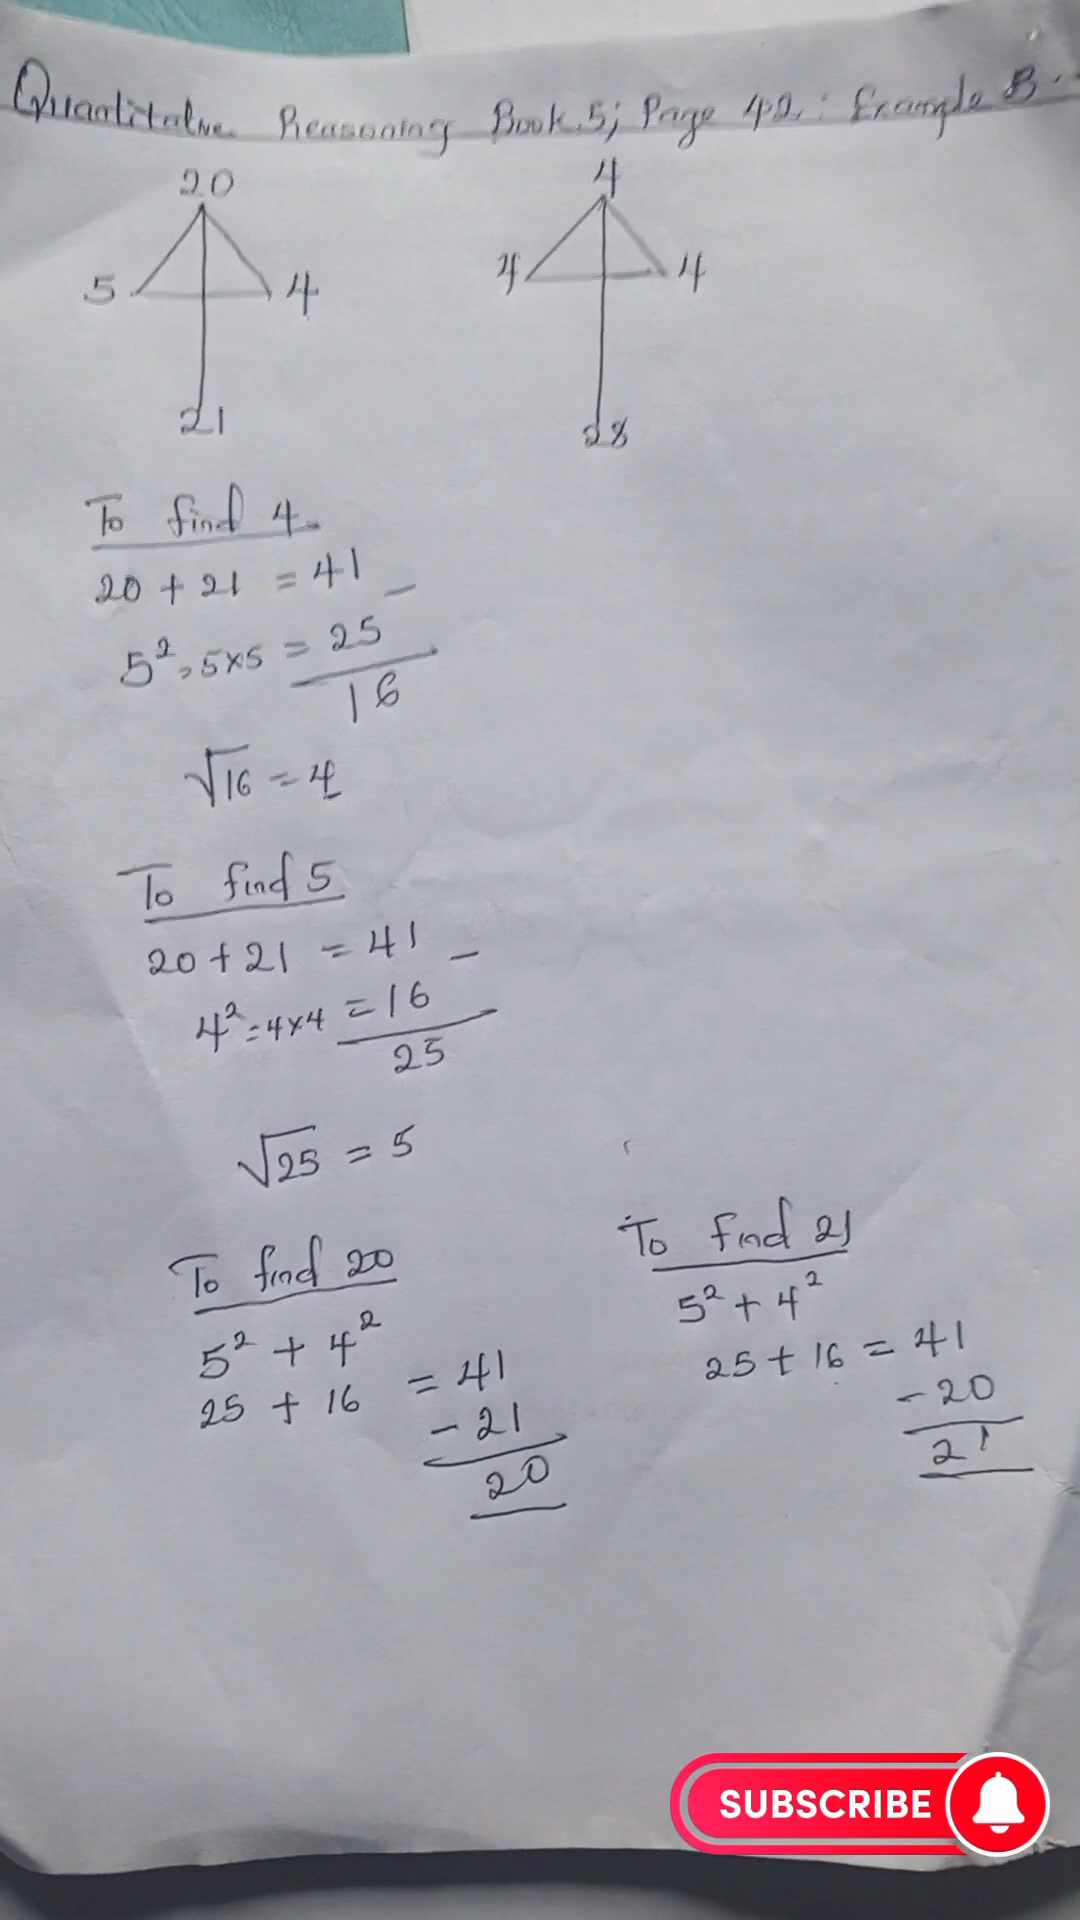 Quantitative Reasoning Book 5; Page 42: Example B.
20
4
5 4
4 4
21
28
To find 4
20 + 21 = 41 -
5² = 5×5 = 25
16
√16 = 4
To find 5
20 + 21 = 41 -
4² = 4×4 = 16
25
√25 = 5
To find 20
5² + 4²
25 + 16 = 41
- 21
20
To find 21
5² + 4²
25 + 16 = 41
- 20
21
SUBSCRIBE